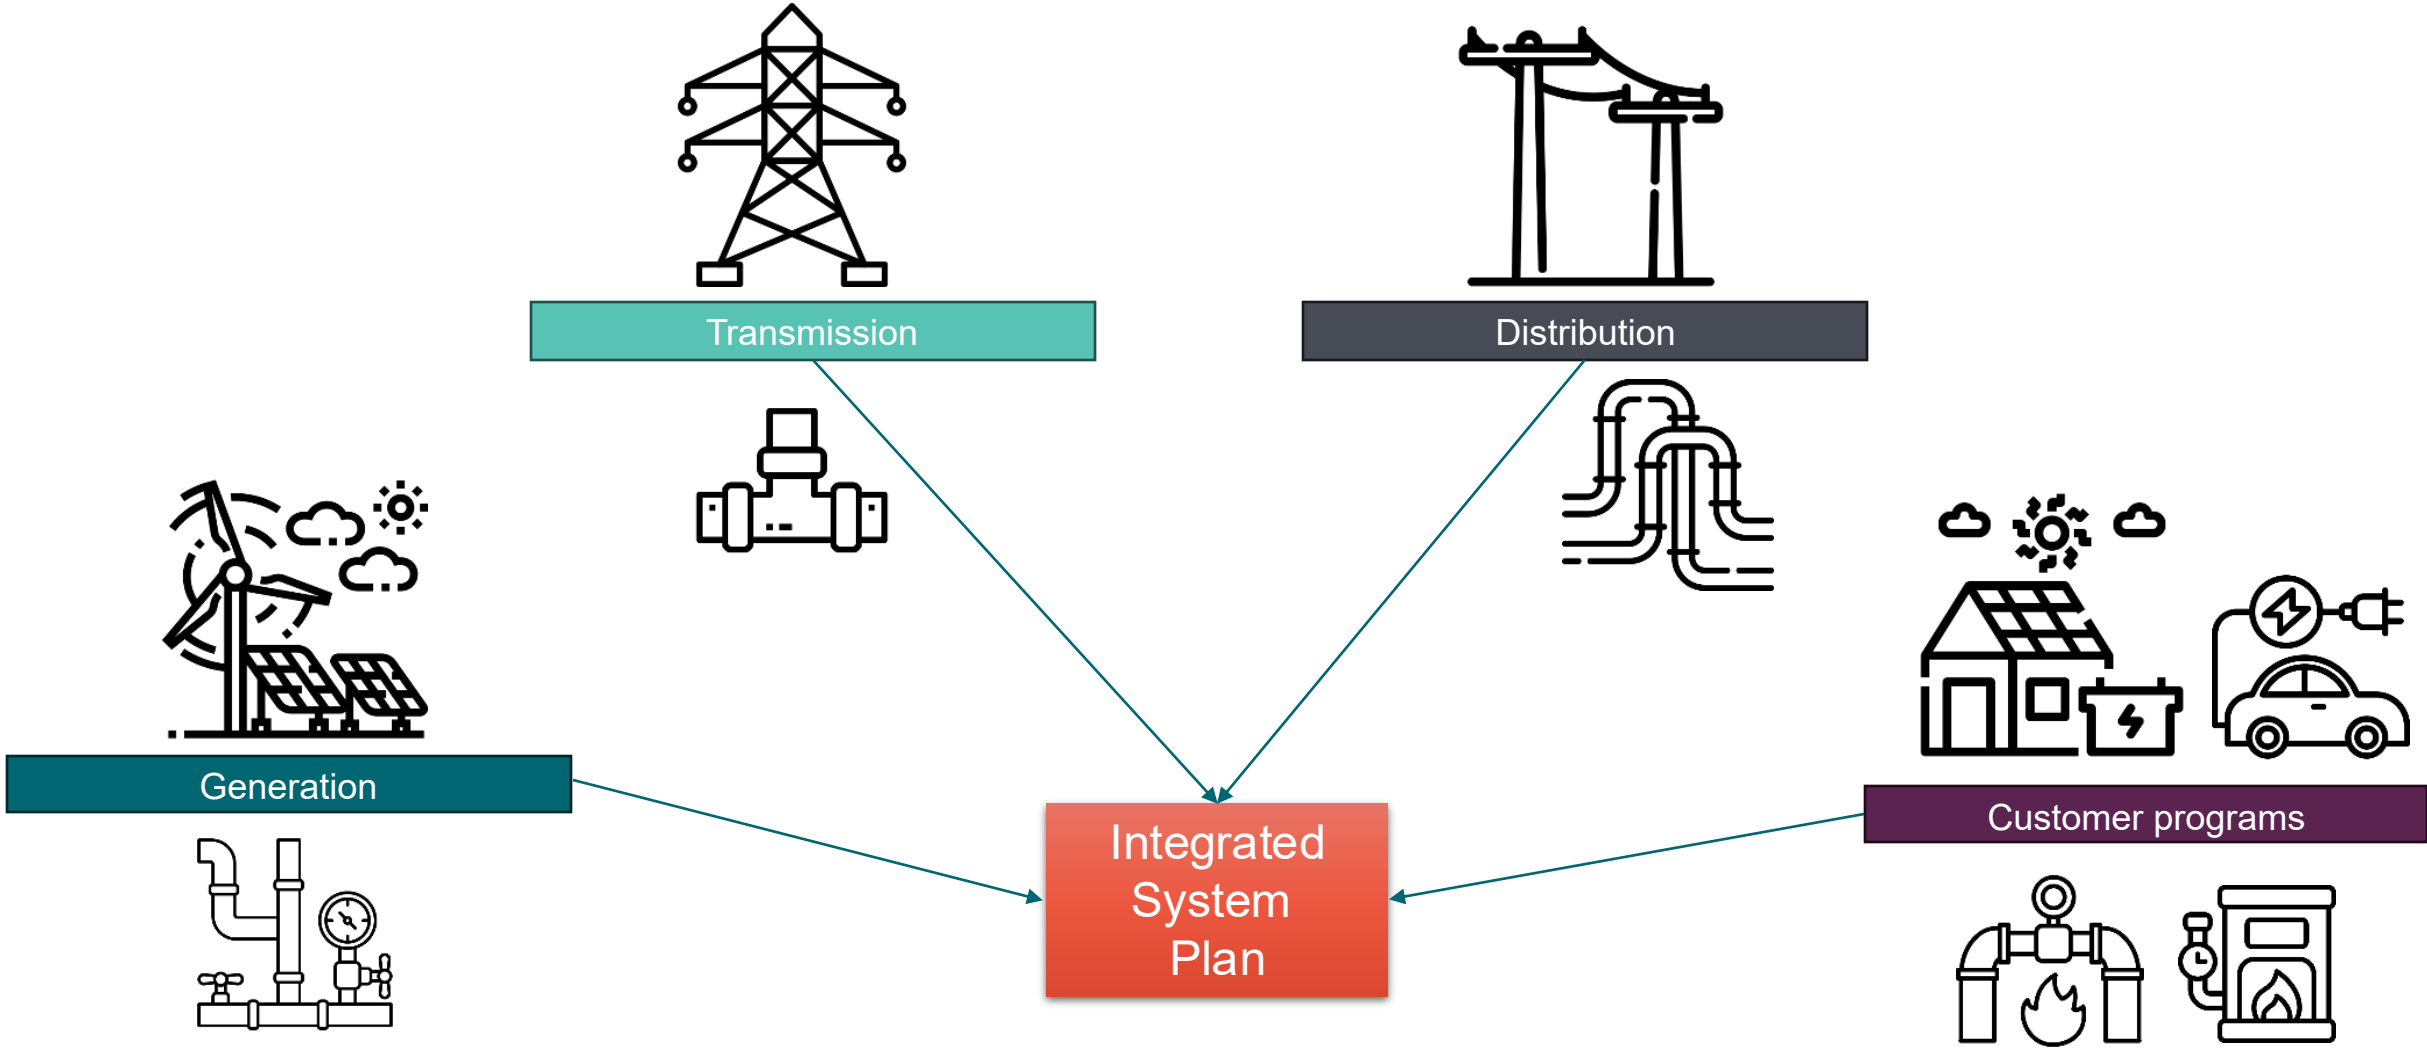 Transmission
Distribution
Generation
Customer programs
Integrated
System
Plan